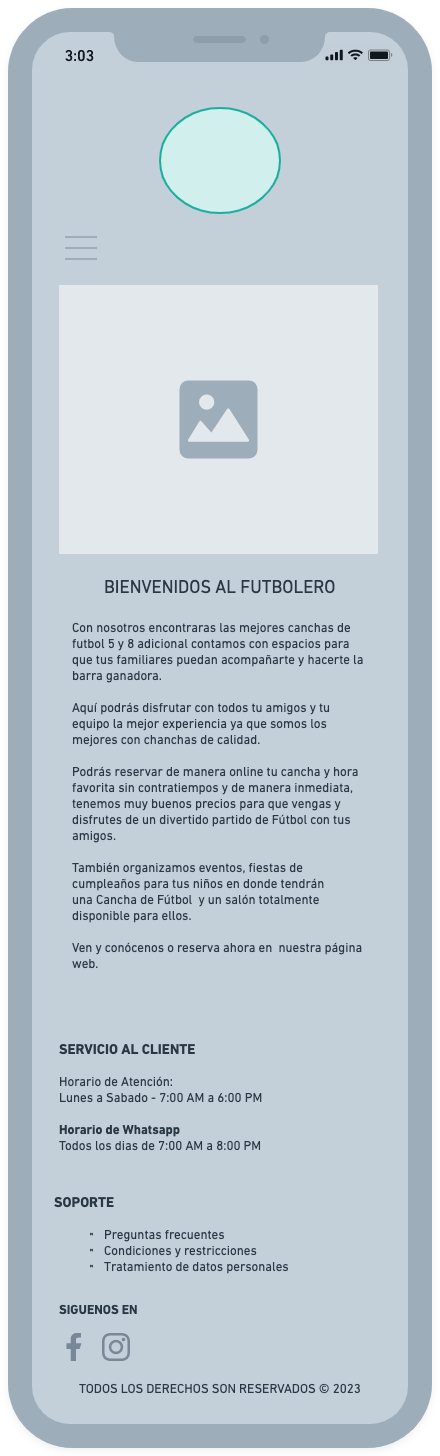 3:03
BIENVENIDOS AL FUTBOLERO
Con nosotros encontraras las mejores canchas de
futbol 5 y 8 adicional contamos con espacios para
que tus familiares puedan acompañarte y hacerte la
barra ganadora.
Aquí podrás disfrutar con todos tu amigos y tu
equipo la mejor experiencia ya que somos los
mejores con chanchas de calidad.
Podrás reservar de manera online tu cancha y hora
favorita sin contratiempos y de manera inmediata,
tenemos muy buenos precios para que vengas y
disfrutes de un divertido partido de Fútbol con tus
amigos.
También organizamos eventos, fiestas de
cumpleaños para tus niños en donde tendrán
una Cancha de Fútbol  y un salón totalmente
disponible para ellos.
Ven y conócenos o reserva ahora en  nuestra página
web.
SERVICIO AL CLIENTE
Horario de Atención:
Lunes a Sabado - 7:00 AM a 6:00 PM
Horario de Whatsapp
Todos los dias de 7:00 AM a 8:00 PM
SOPORTE
- Preguntas frecuentes
- Condiciones y restricciones
- Tratamiento de datos personales
SIGUENOS EN
TODOS LOS DERECHOS SON RESERVADOS © 2023